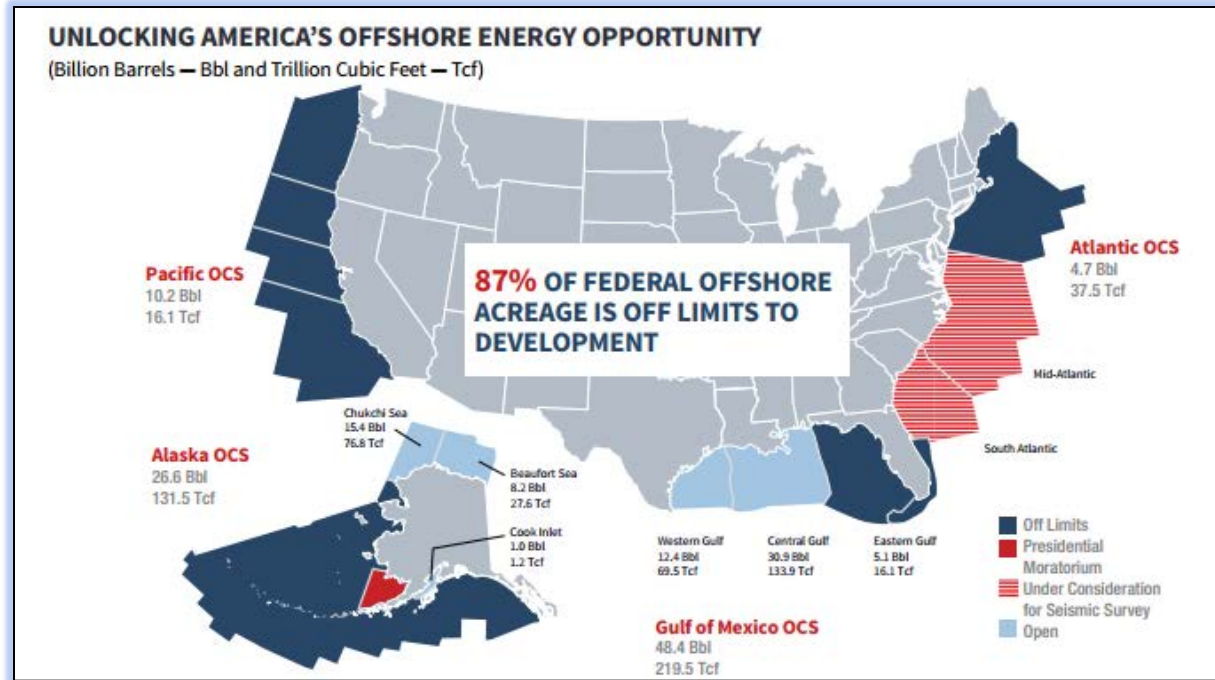 UNLOCKING AMERICA'S OFFSHORE ENERGY OPPORTUNITY
(Billion Barrels — Bbl and Trillion Cubic Feet — Tcf)
87% OF FEDERAL OFFSHORE
ACREAGE IS OFF LIMITS TO
DEVELOPMENT
Pacific OCS
10.2 Bbl
16.1 Tcf
Atlantic OCS
4.7 Bbl
37.5 Tcf
Mid-Atlantic
South Atlantic
Alaska OCS
26.6 Bbl
131.5 Tcf
Chukchi Sea
15.4 Bbl
76.8 Tcf
Beaufort Sea
8.2 Bbl
27.6 Tcf
Cook Inlet
1.0 Bbl
1.2 Tcf
Western Gulf
12.4 Bbl
69.5 Tcf
Central Gulf
30.9 Bbl
133.9 Tcf
Eastern Gulf
5.1 Bbl
16.1 Tcf
Gulf of Mexico OCS
48.4 Bbl
219.5 Tcf
Off Limits
Presidential
Moratorium
Under Consideration
for Seismic Survey
Open